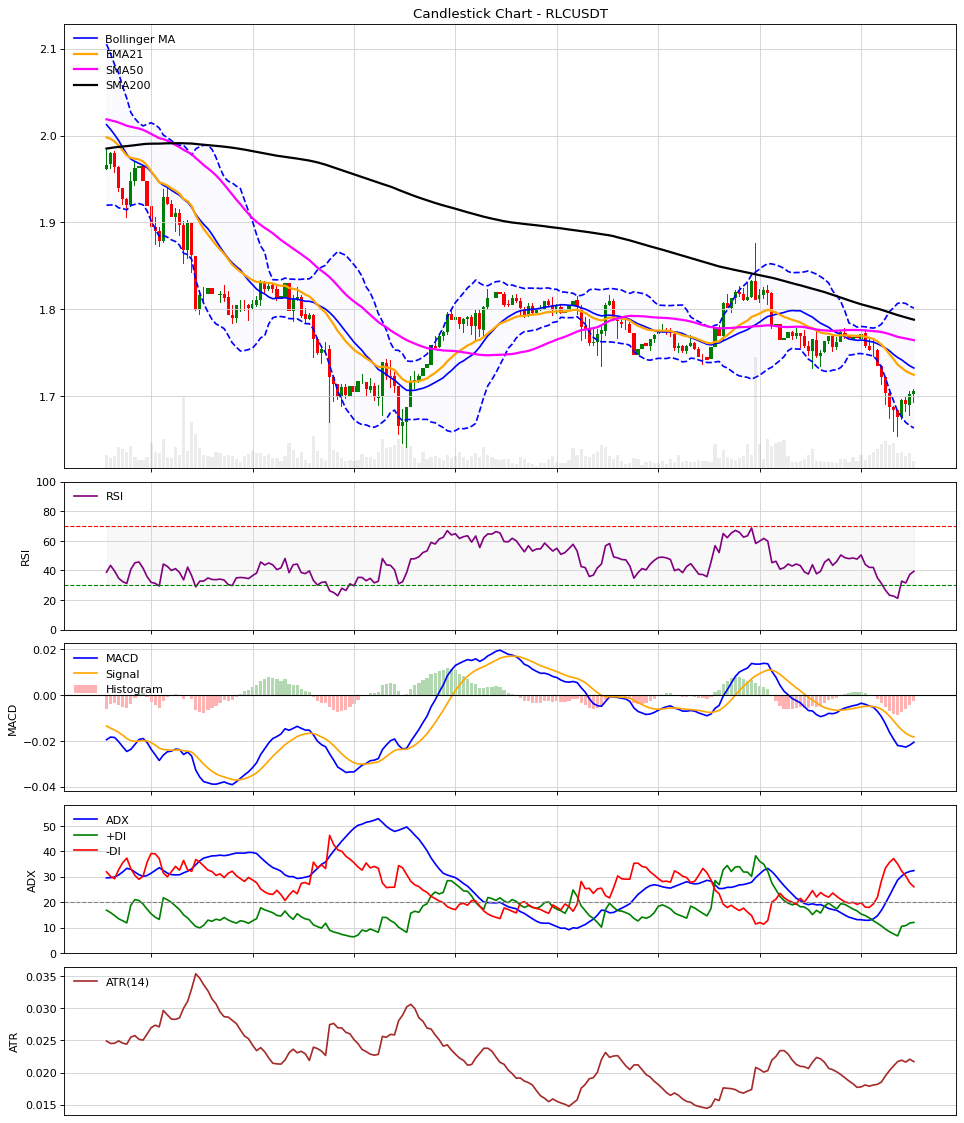 Candlestick Chart - RLCUSDT
2.1
2.0
1.9
1.8
1.7
Bollinger MA
EMA21
SMA50
SMA200
100
80
60
40
20
0
RSI
RSI
0.02
0.00
−0.02
−0.04
MACD
MACD
Signal
Histogram
50
40
30
20
10
0
ADX
ADX
+DI
-DI
0.035
0.030
0.025
0.020
0.015
ATR
ATR(14)